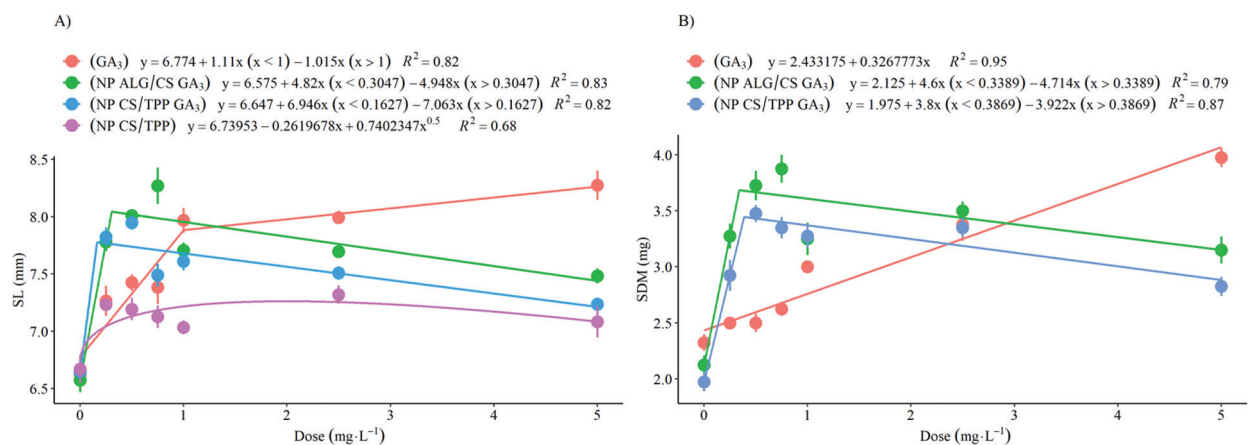 A)
(GA₃) y = 6.774 + 1.11x (x < 1) − 1.015x (x > 1) R² = 0.82
(NP ALG/CS GA₃) y = 6.575 + 4.82x (x < 0.3047) − 4.948x (x > 0.3047) R² = 0.83
(NP CS/TPP GA₃) y = 6.647 + 6.946x (x < 0.1627) − 7.063x (x > 0.1627) R² = 0.82
(NP CS/TPP) y = 6.73953 − 0.2619678x + 0.7402347x⁰·⁵ R² = 0.68
8.5
8.0
7.5
7.0
6.5
SL (mm)
0 1 2 3 4 5
Dose (mg·L⁻¹)
B)
(GA₃) y = 2.433175 + 0.3267773x R² = 0.95
(NP ALG/CS GA₃) y = 2.125 + 4.6x (x < 0.3389) − 4.714x (x > 0.3389) R² = 0.79
(NP CS/TPP GA₃) y = 1.975 + 3.8x (x < 0.3869) − 3.922x (x > 0.3869) R² = 0.87
4.0
3.5
3.0
2.5
2.0
SDM (mg)
0 1 2 3 4 5
Dose (mg·L⁻¹)